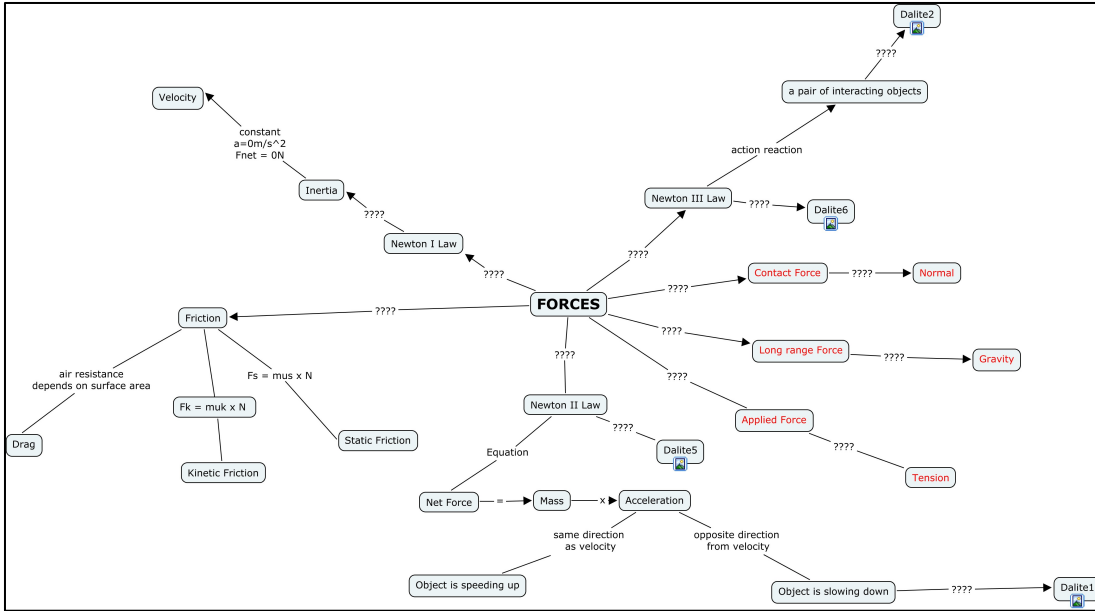 Dalite2
????
a pair of interacting objects
Velocity
constant
a=0m/s^2
Fnet = 0N
action reaction
Inertia
Newton III Law
????
Dalite6
????
Newton I Law
????
????
Contact Force
????
Normal
????
FORCES
????
Friction
????
Long range Force
????
Gravity
????
air resistance
depends on surface area
Fs = mus x N
????
Fk = muk x N
Newton II Law
Applied Force
????
Drag
Static Friction
Equation
Dalite5
????
Kinetic Friction
Tension
Net Force
=
Mass
x
Acceleration
same direction
as velocity
opposite direction
from velocity
Object is speeding up
Object is slowing down
????
Dalite1